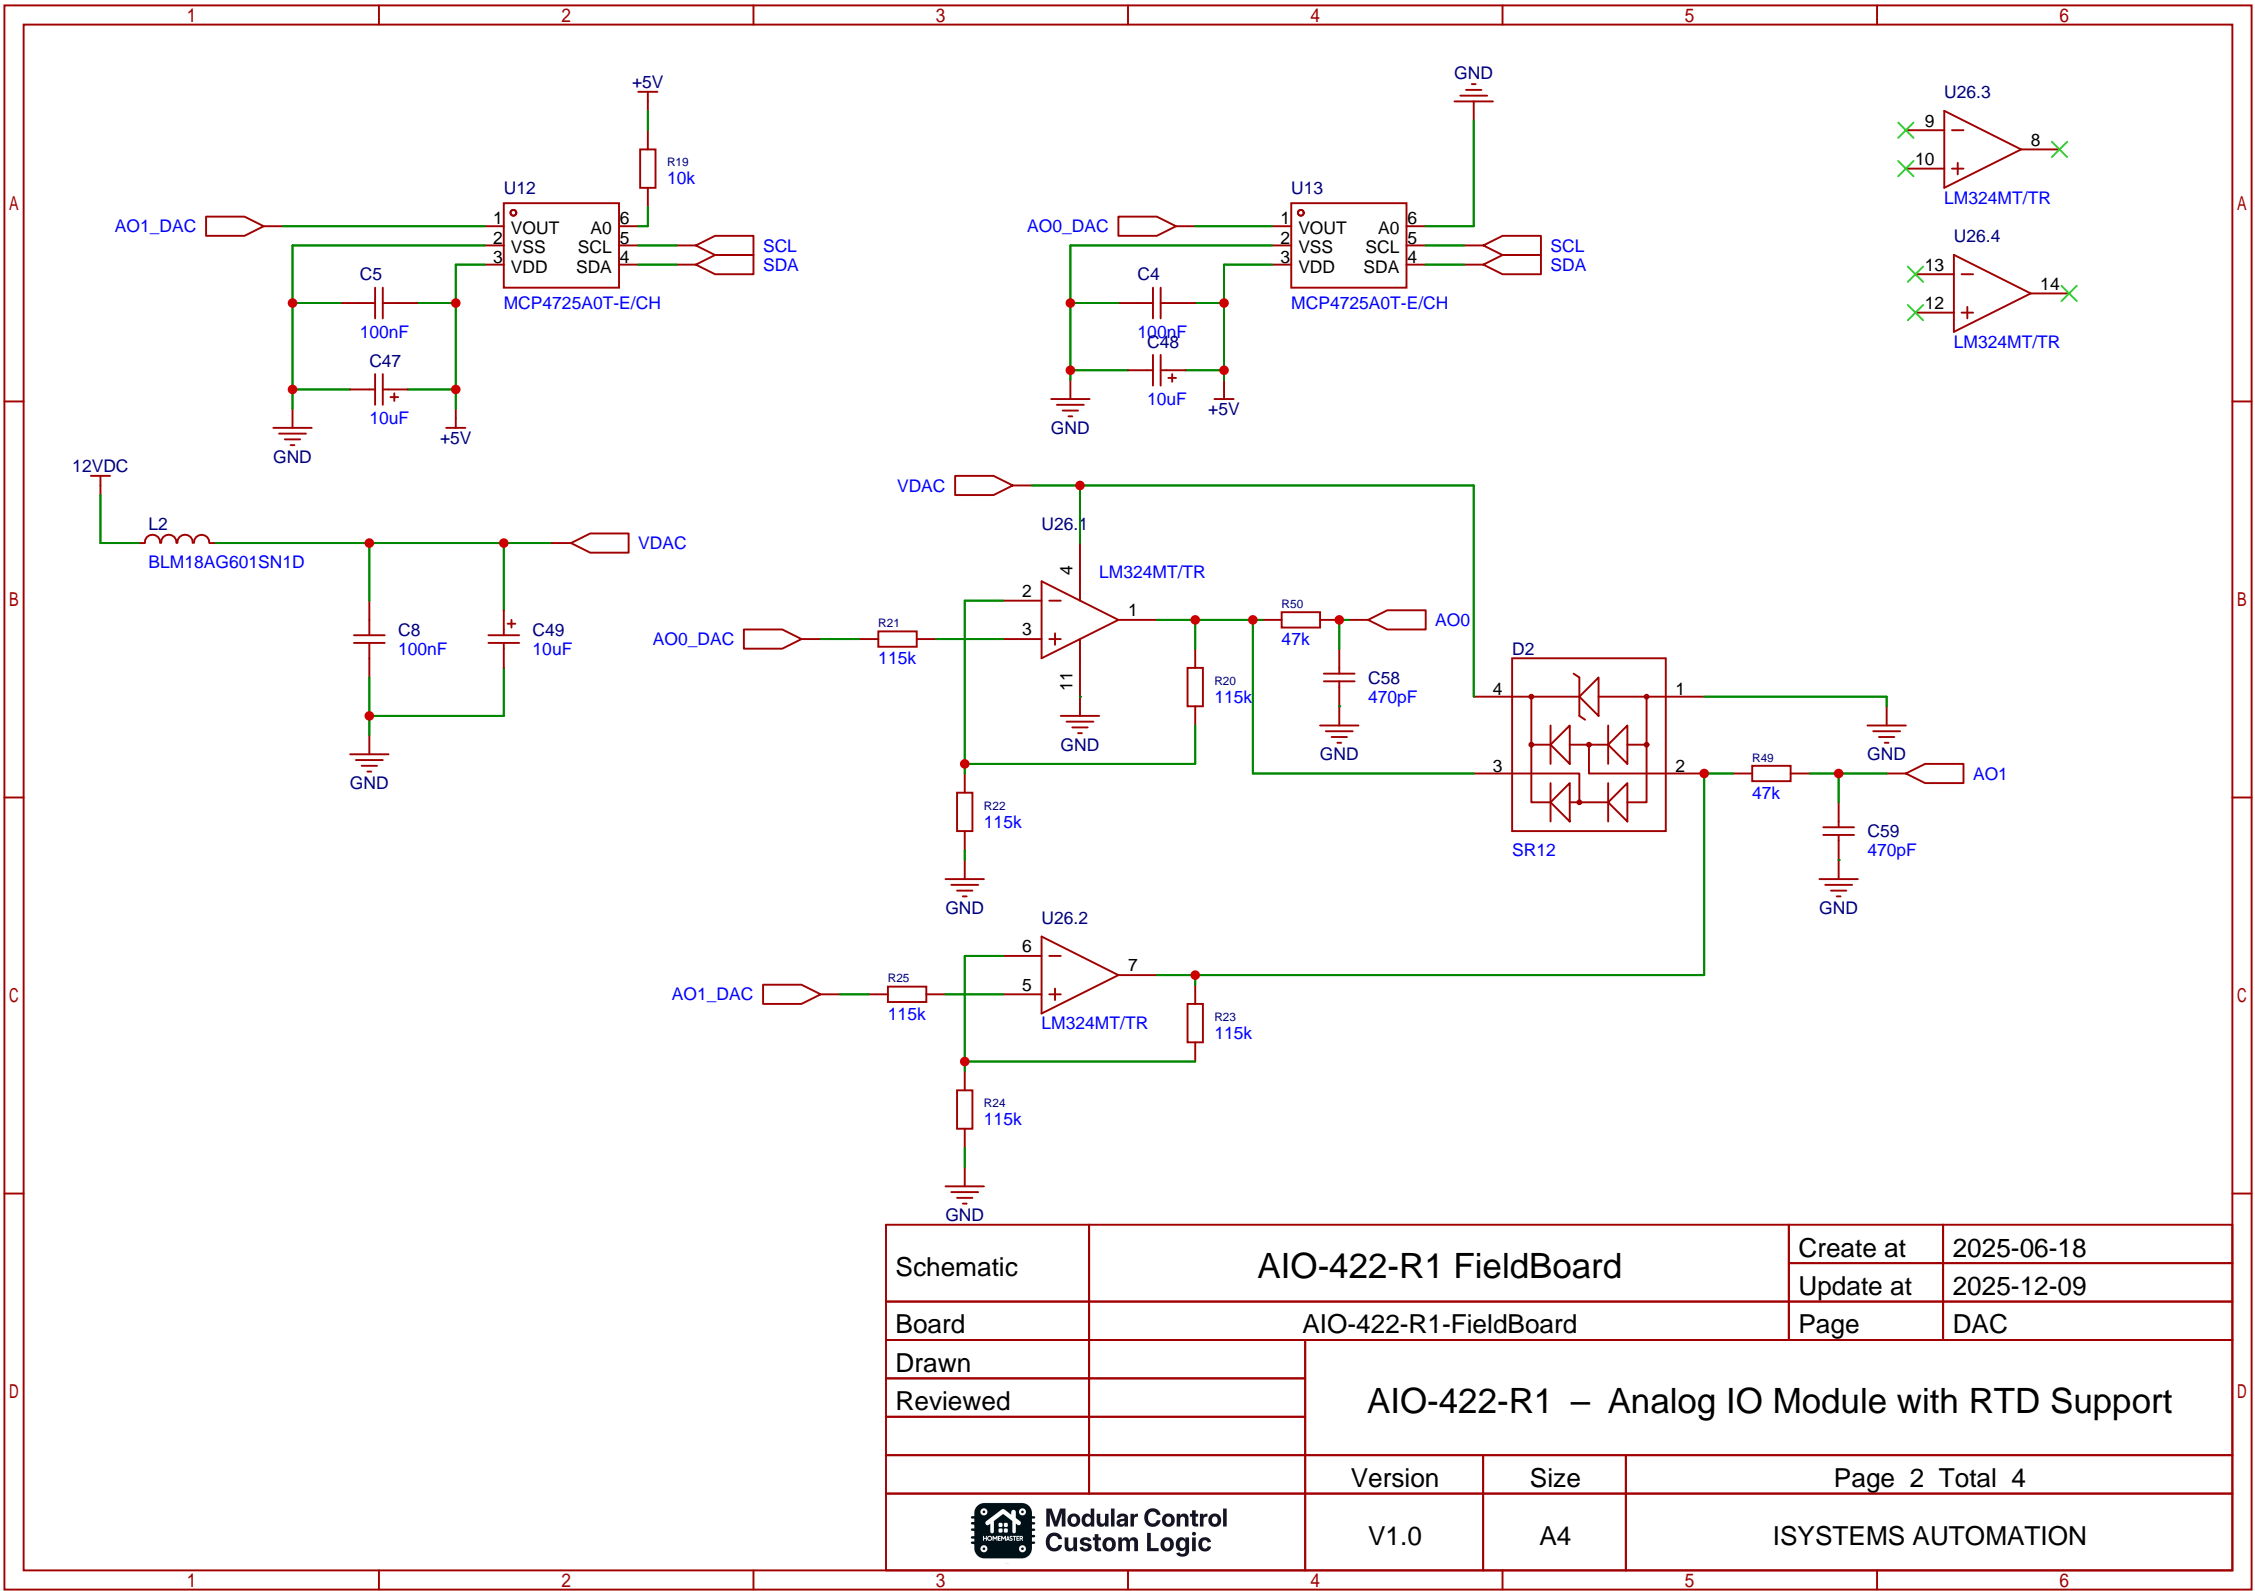 1 2 3 4 5 6
A
A
B
B
C
C
D
D
+5V
R19
10k
U12
AO1_DAC
1 VOUT A0 6
2 VSS SCL 5
3 VDD SDA 4
SCL
SDA
MCP4725A0T-E/CH
C5
100nF
C47
+
10uF
GND
+5V
GND
U13
AO0_DAC
1 VOUT A0 6
2 VSS SCL 5
3 VDD SDA 4
SCL
SDA
MCP4725A0T-E/CH
C4
100nF
C48
+
10uF
GND
+5V
U26.3
9 −
10 +
8
LM324MT/TR
U26.4
13 −
12 +
14
LM324MT/TR
12VDC
L2
BLM18AG601SN1D
VDAC
C8
100nF
+
C49
10uF
GND
VDAC
U26.1
4
LM324MT/TR
2 −
3 +
1
11
GND
AO0_DAC
R21
115k
R20
115k
R50
47k
AO0
C58
470pF
GND
R22
115k
GND
D2
4
1
3
2
SR12
GND
R49
47k
AO1
C59
470pF
GND
U26.2
6 −
5 +
7
LM324MT/TR
AO1_DAC
R25
115k
R23
115k
R24
115k
GND
Schematic
AIO-422-R1 FieldBoard
Create at 2025-06-18
Update at 2025-12-09
Board
AIO-422-R1-FieldBoard
Page DAC
Drawn
Reviewed
AIO-422-R1 – Analog IO Module with RTD Support
Version Size Page 2 Total 4
HOMEMASTER
Modular Control
Custom Logic
V1.0 A4 ISYSTEMS AUTOMATION
1 2 3 4 5 6